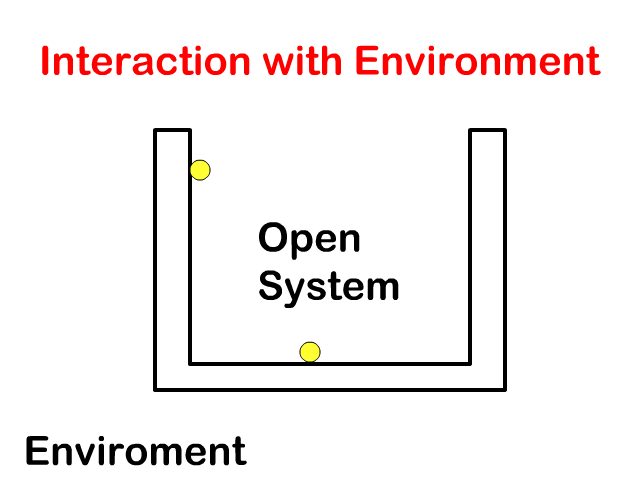 Interaction with Environment
Open
System
Enviroment